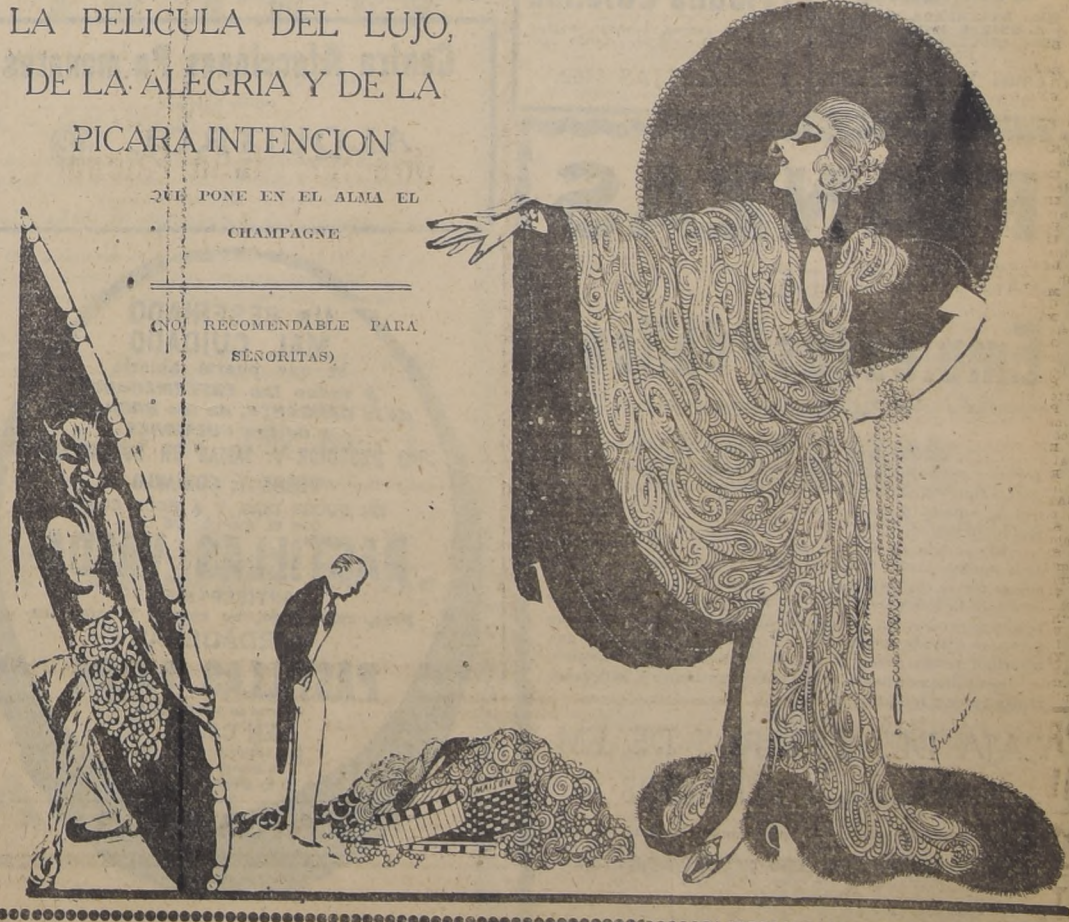 LA PELICULA DEL LUJO,
DE LA ALEGRIA Y DE LA
PICARA INTENCION
QUE PONE EN EL ALMA EL
CHAMPAGNE
(NO RECOMENDABLE PARA
SEÑORITAS)
MAISON